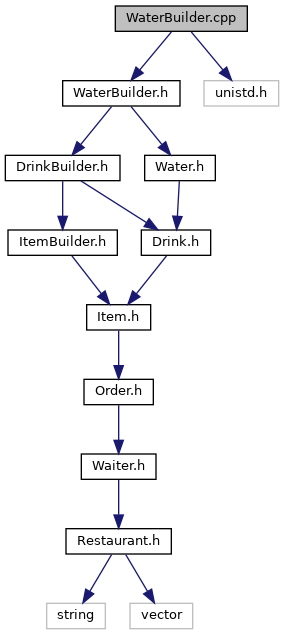 WaterBuilder.cpp
WaterBuilder.h
unistd.h
DrinkBuilder.h
Water.h
ItemBuilder.h
Drink.h
Item.h
Order.h
Waiter.h
Restaurant.h
string
vector